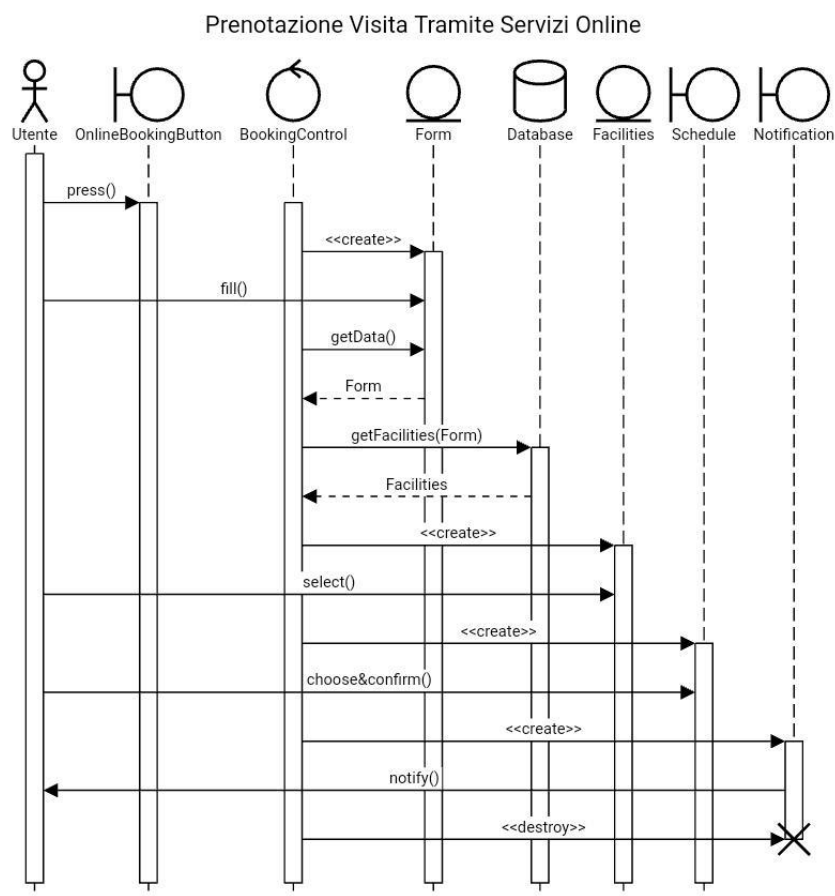 Prenotazione Visita Tramite Servizi Online
Utente
OnlineBookingButton
BookingControl
Form
Database
Facilities
Schedule
Notification
press()
<<create>>
fill()
getData()
Form
getFacilities(Form)
Facilities
<<create>>
select()
<<create>>
choose&confirm()
<<create>>
notify()
<<destroy>>